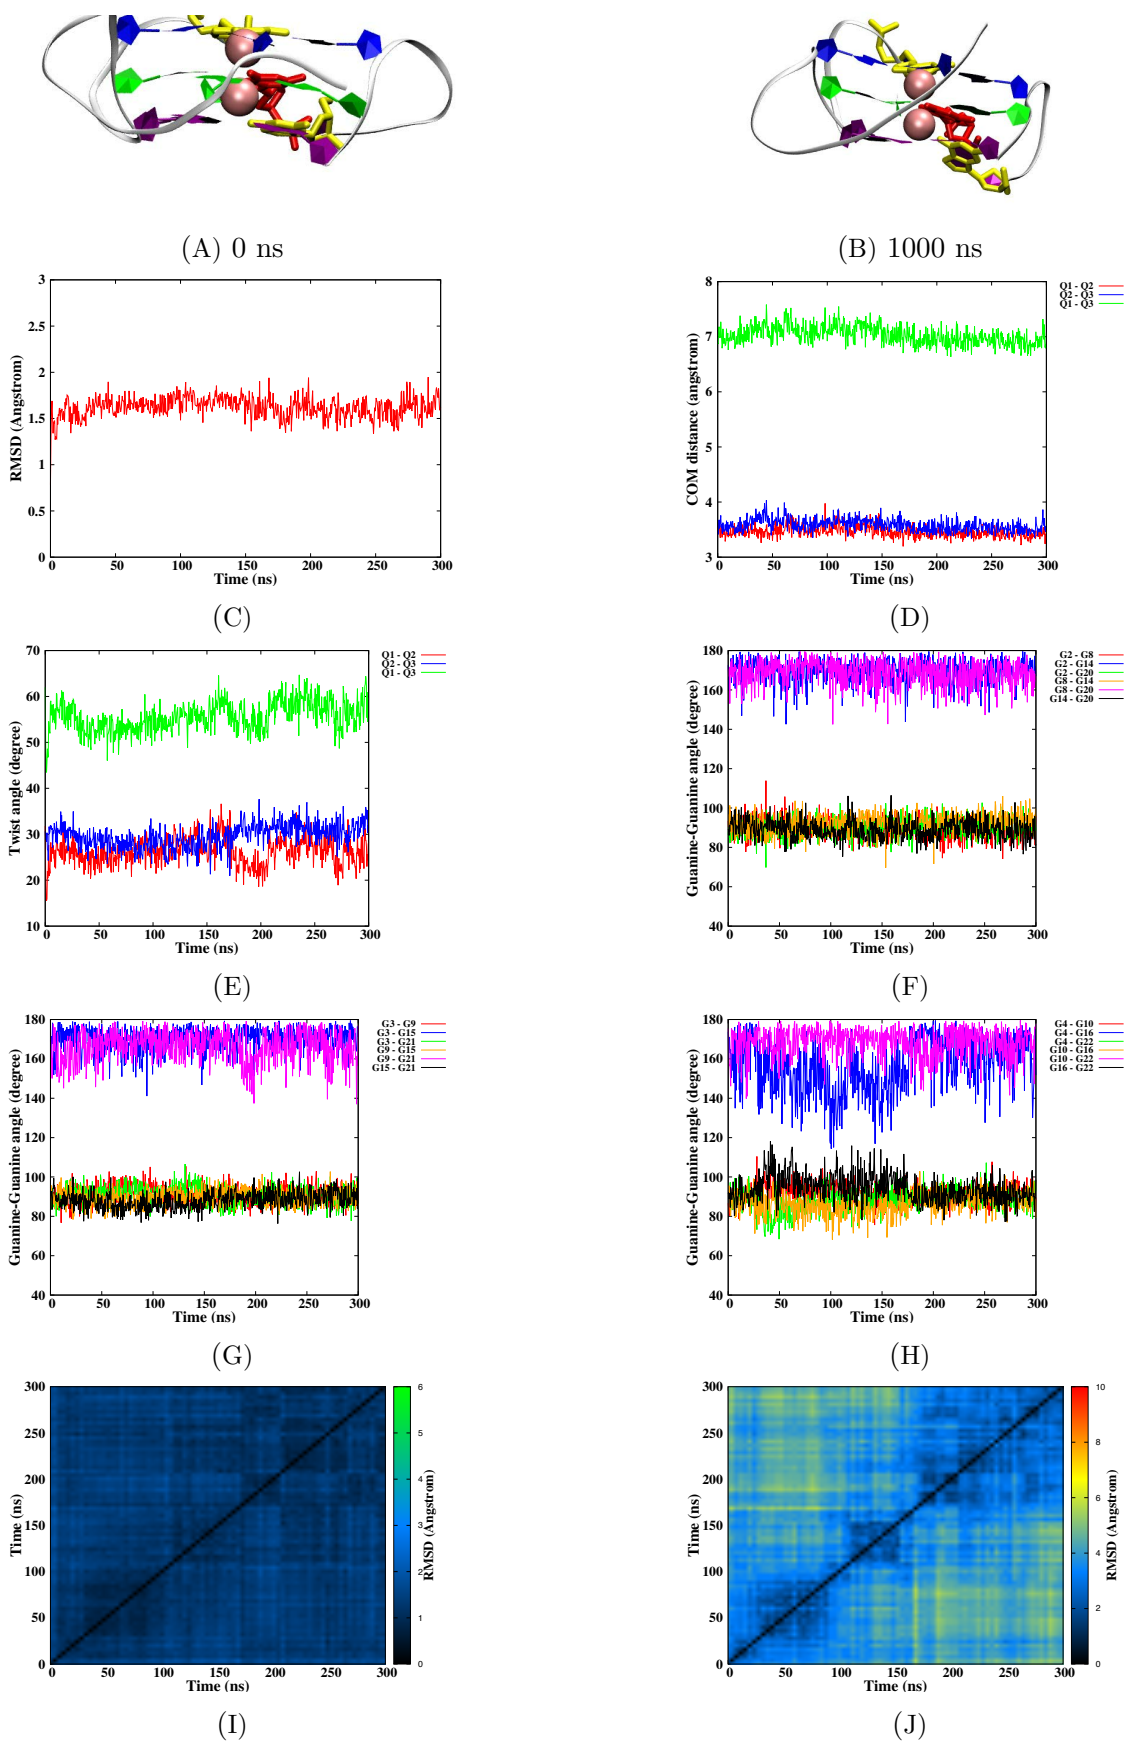 (A) 0 ns
(B) 1000 ns
3
2.5
2
1.5
1
0.5
0
RMSD (Angstrom)
0 50 100 150 200 250 300
Time (ns)
(C)
8
7
6
5
4
3
COM distance (angstrom)
0 50 100 150 200 250 300
Time (ns)
Q1 - Q2
Q2 - Q3
Q1 - Q3
(D)
70
60
50
40
30
20
10
Twist angle (degree)
0 50 100 150 200 250 300
Time (ns)
Q1 - Q2
Q2 - Q3
Q1 - Q3
(E)
180
160
140
120
100
80
60
40
Guanine-Guanine angle (degree)
0 50 100 150 200 250 300
Time (ns)
G2 - G8
G2 - G14
G2 - G20
G8 - G14
G8 - G20
G14 - G20
(F)
180
160
140
120
100
80
60
40
Guanine-Guanine angle (degree)
0 50 100 150 200 250 300
Time (ns)
G3 - G9
G3 - G15
G3 - G21
G9 - G15
G9 - G21
G15 - G21
(G)
180
160
140
120
100
80
60
40
Guanine-Guanine angle (degree)
0 50 100 150 200 250 300
Time (ns)
G4 - G10
G4 - G16
G4 - G22
G10 - G16
G10 - G22
G16 - G22
(H)
300
250
200
150
100
50
0
Time (ns)
0 50 100 150 200 250 300
Time (ns)
6
5
4
3
2
1
0
RMSD (Angstrom)
(I)
300
250
200
150
100
50
0
Time (ns)
0 50 100 150 200 250 300
Time (ns)
10
8
6
4
2
0
RMSD (Angstrom)
(J)